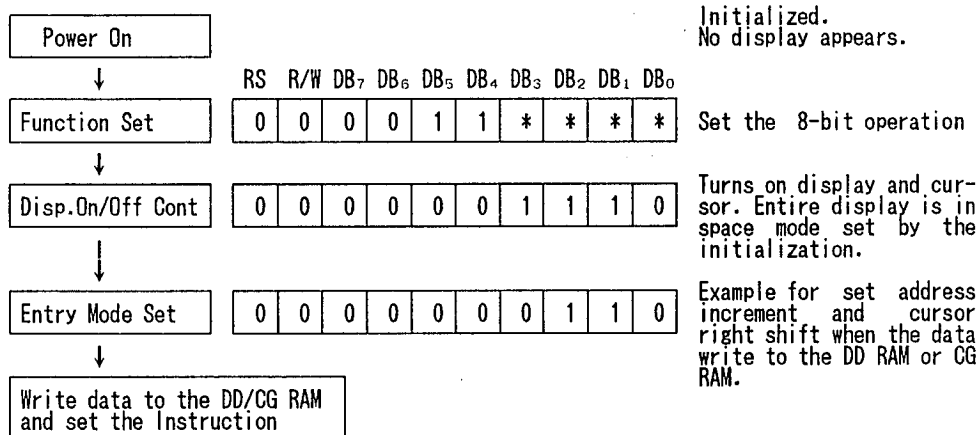 Power On
Initialized.
No display appears.
RS R/W DB₇ DB₆ DB₅ DB₄ DB₃ DB₂ DB₁ DB₀
Function Set
0 0 0 0 1 1 * * * *
Set the 8-bit operation
Disp.On/Off Cont
0 0 0 0 0 0 1 1 1 0
Turns on display and cur-
sor. Entire display is in
space mode set by the
initialization.
Entry Mode Set
0 0 0 0 0 0 0 1 1 0
Example for set address
increment and cursor
right shift when the data
write to the DD RAM or CG
RAM.
Write data to the DD/CG RAM
and set the Instruction